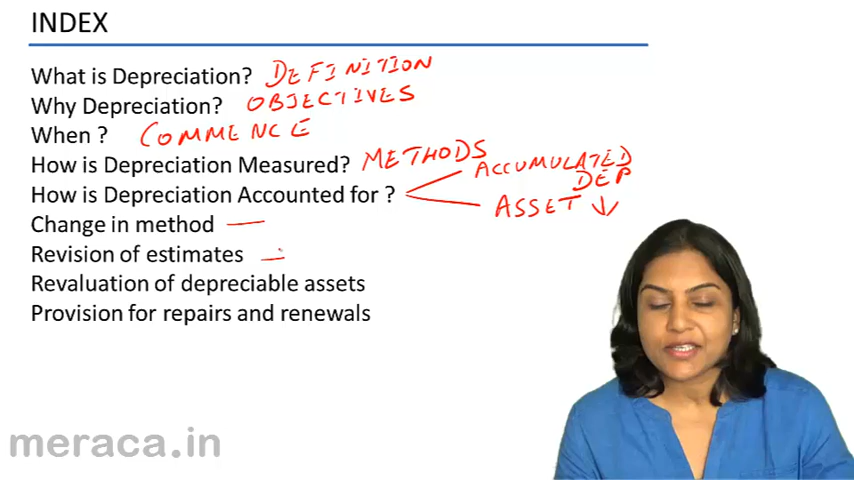 INDEX
What is Depreciation? DEFINITION
Why Depreciation? OBJECTIVES
When ? COMMENCE
How is Depreciation Measured? METHODS
How is Depreciation Accounted for ? ACCUMULATED DEP
ASSET ↓
Change in method
Revision of estimates
Revaluation of depreciable assets
Provision for repairs and renewals
meraca.in